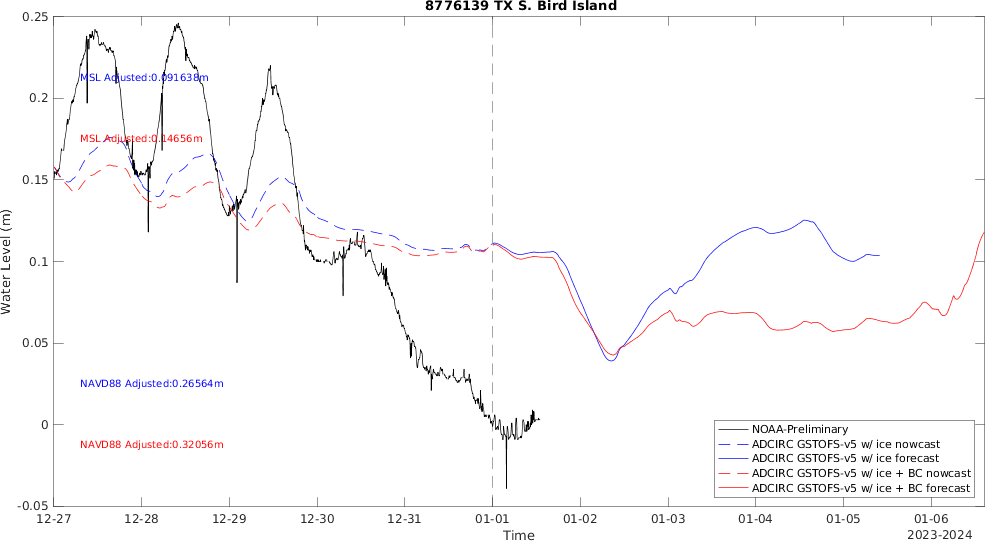 8776139 TX S. Bird Island
Water Level (m)
0.25
0.2
0.15
0.1
0.05
0
-0.05
MSL Adjusted:0.091638m
MSL Adjusted:0.14656m
NAVD88 Adjusted:0.26564m
NAVD88 Adjusted:0.32056m
NOAA-Preliminary
ADCIRC GSTOFS-v5 w/ ice nowcast
ADCIRC GSTOFS-v5 w/ ice forecast
ADCIRC GSTOFS-v5 w/ ice + BC nowcast
ADCIRC GSTOFS-v5 w/ ice + BC forecast
12-27 12-28 12-29 12-30 12-31 01-01 01-02 01-03 01-04 01-05 01-06
Time
2023-2024